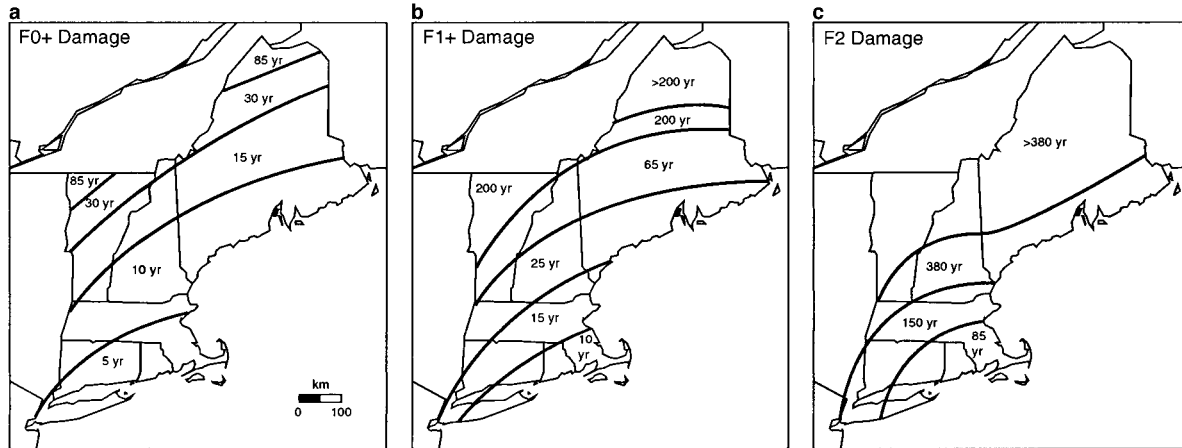 a
F0+ Damage
85 yr
30 yr
15 yr
85 yr
30 yr
10 yr
5 yr
km
0 100
b
F1+ Damage
>200 yr
200 yr
65 yr
200 yr
25 yr
15 yr
10
yr
c
F2 Damage
>380 yr
380 yr
150 yr
85
yr